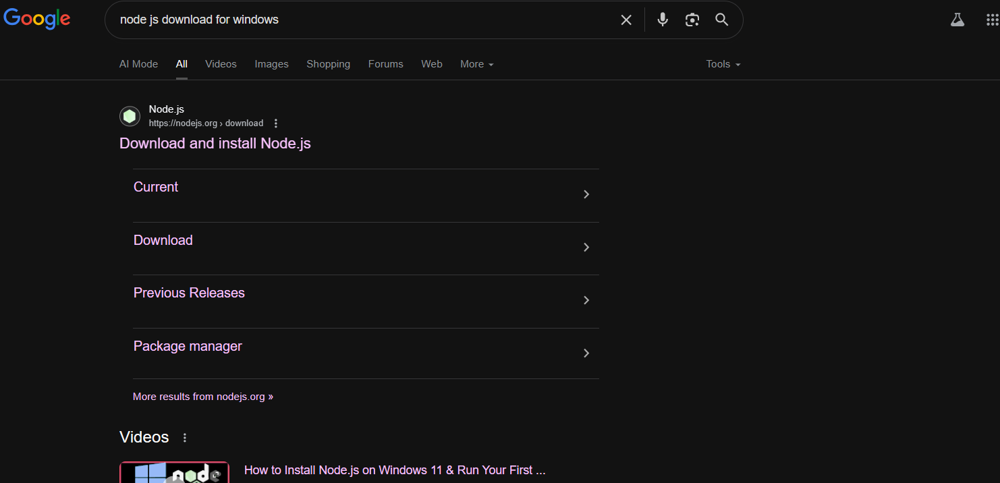 Google
node js download for windows
AI Mode All Videos Images Shopping Forums Web More Tools
Node.js
https://nodejs.org › download
Download and install Node.js
Current
Download
Previous Releases
Package manager
More results from nodejs.org »
Videos
node
How to Install Node.js on Windows 11 & Run Your First ...